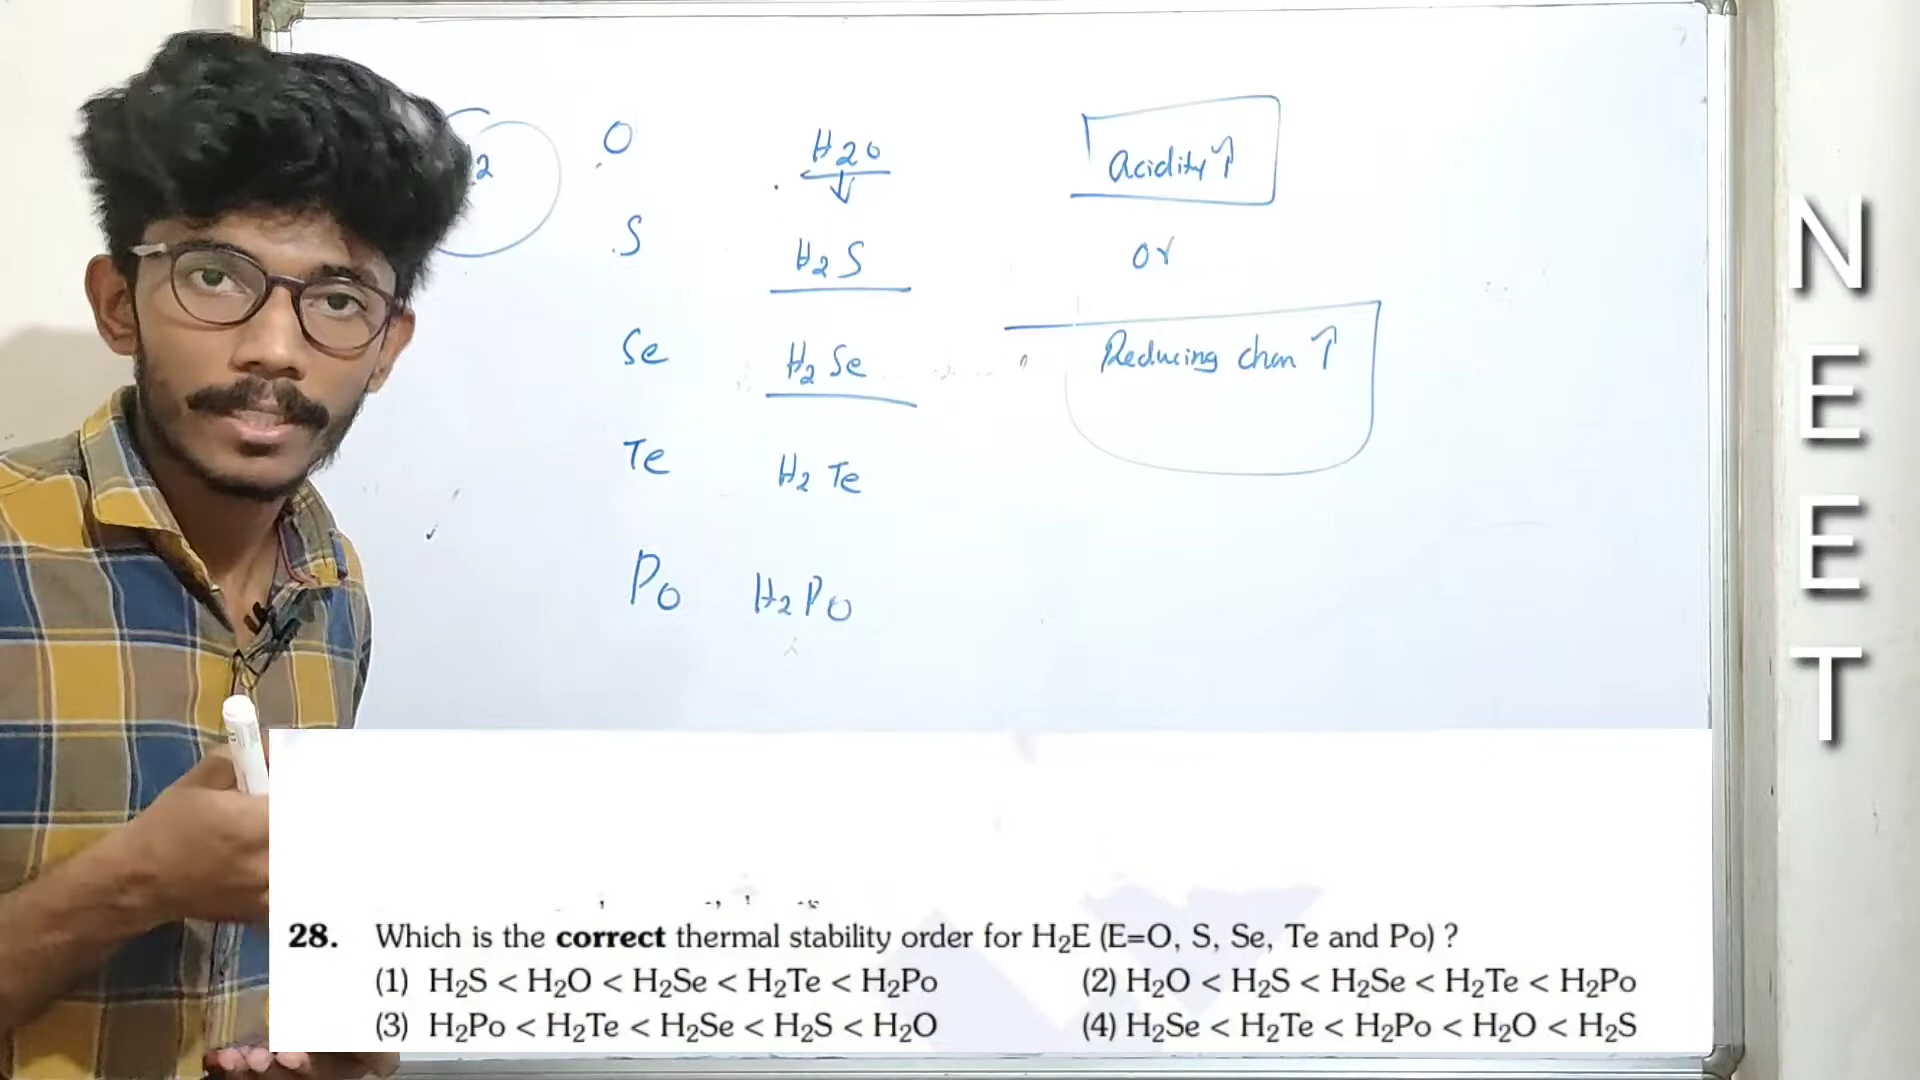 2
O
H2O
Acidity ↑
S
H2S
or
Se
H2Se
Reducing char ↑
Te
H2Te
Po
H2Po
NEET
28. Which is the correct thermal stability order for H₂E (E=O, S, Se, Te and Po) ?
(1) H₂S < H₂O < H₂Se < H₂Te < H₂Po
(2) H₂O < H₂S < H₂Se < H₂Te < H₂Po
(3) H₂Po < H₂Te < H₂Se < H₂S < H₂O
(4) H₂Se < H₂Te < H₂Po < H₂O < H₂S